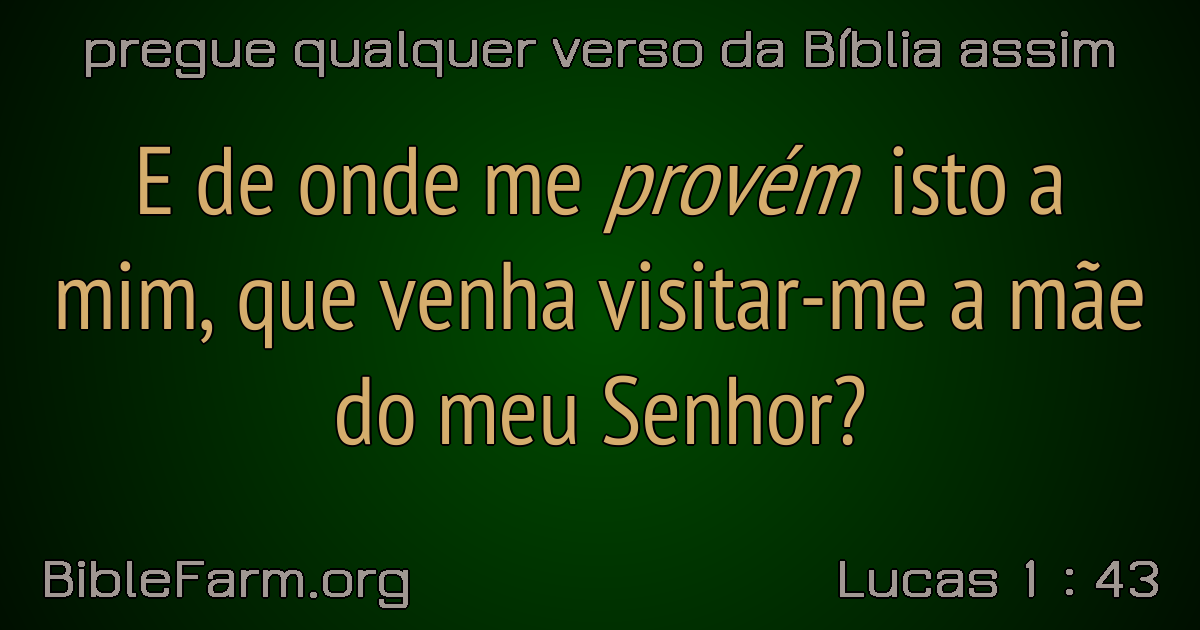 pregue qualquer verso da Bíblia assim
E de onde me provém isto a
mim, que venha visitar-me a mãe
do meu Senhor?
BibleFarm.org
Lucas 1 : 43